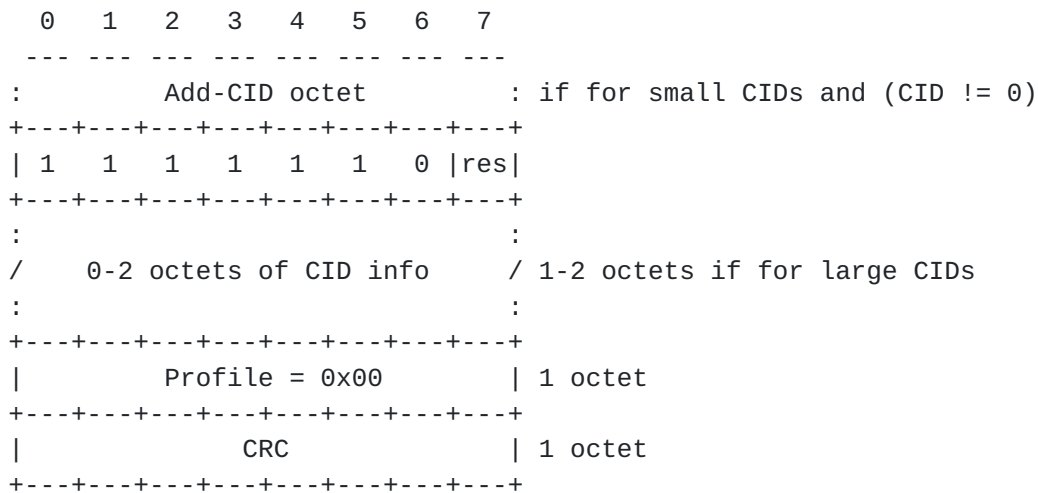 0   1   2   3   4   5   6   7
 --- --- --- --- --- --- --- ---
:         Add-CID octet         : if for small CIDs and (CID != 0)
+---+---+---+---+---+---+---+---+
| 1   1   1   1   1   1   0 |res|
+---+---+---+---+---+---+---+---+
:                               :
/    0-2 octets of CID info     / 1-2 octets if for large CIDs
:                               :
+---+---+---+---+---+---+---+---+
|         Profile = 0x00        | 1 octet
+---+---+---+---+---+---+---+---+
|              CRC              | 1 octet
+---+---+---+---+---+---+---+---+